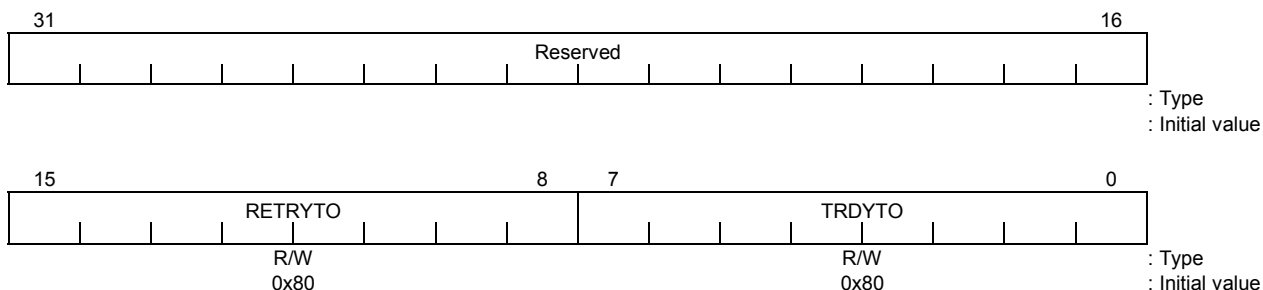 31 16
Reserved
: Type
: Initial value
15 8 7 0
RETRYTO TRDYTO
R/W R/W : Type
0x80 0x80 : Initial value